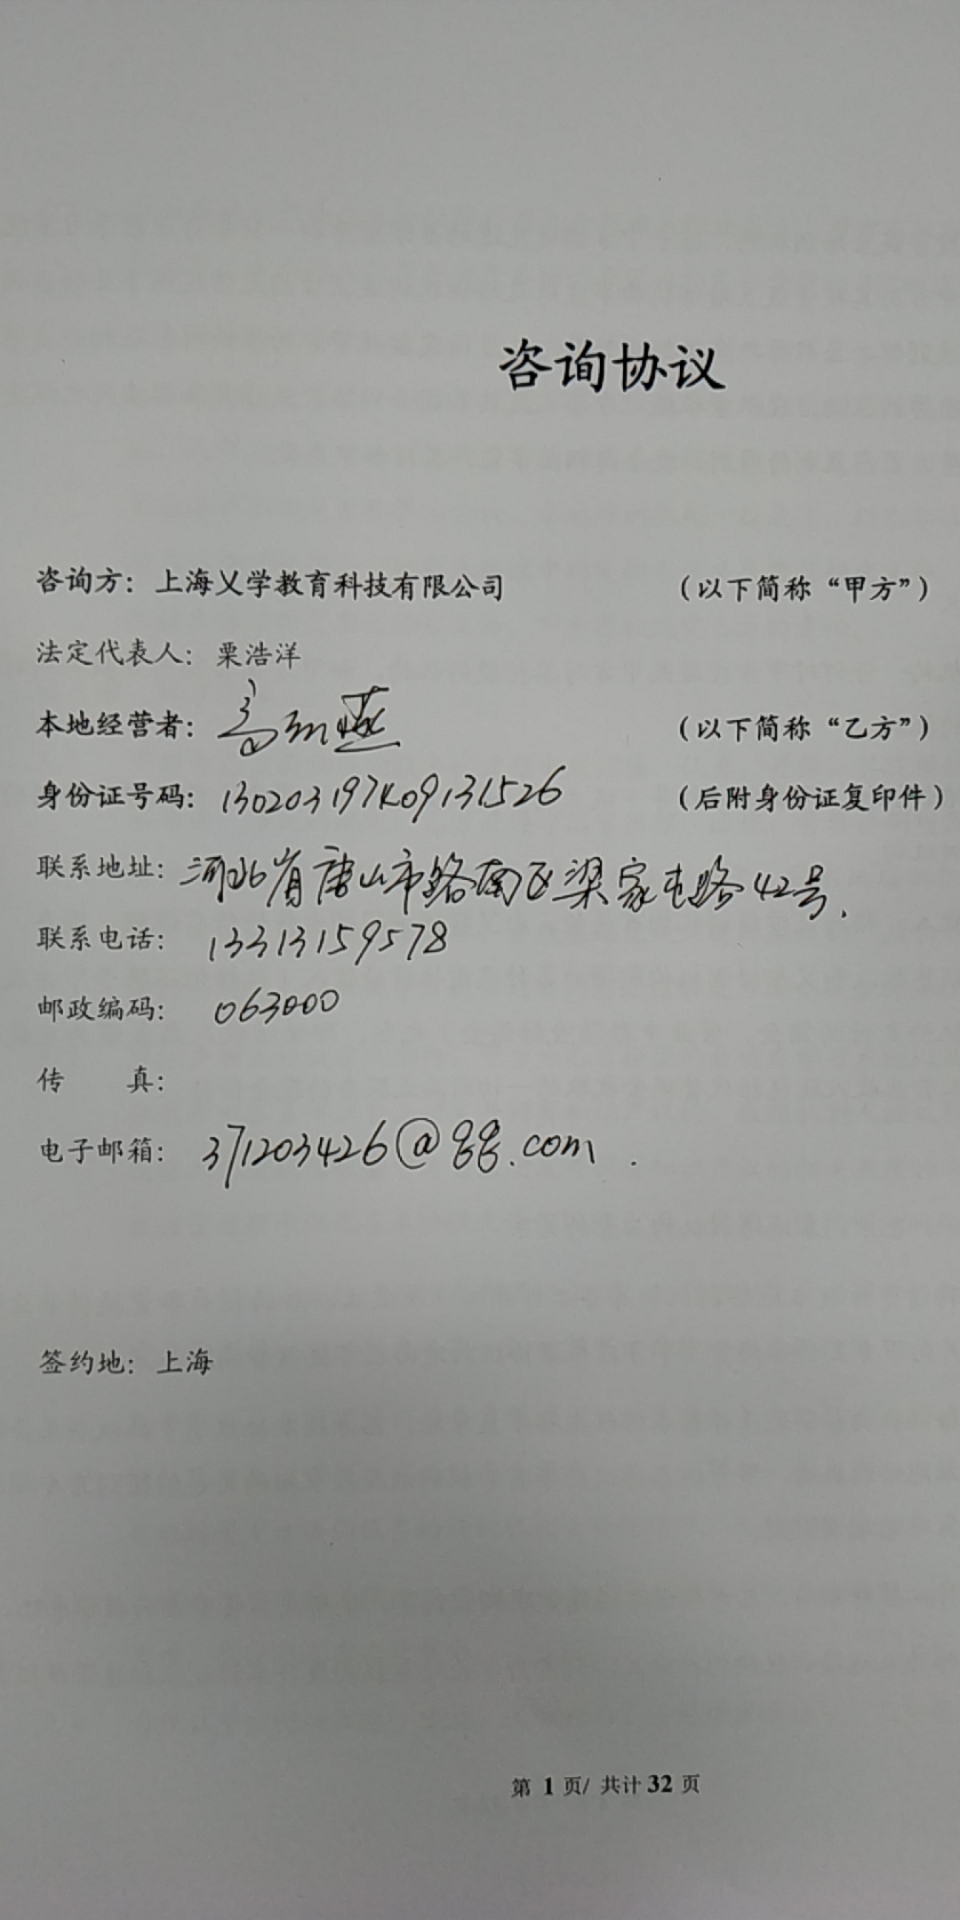 咨询协议
咨询方：上海乂学教育科技有限公司 （以下简称“甲方”）
法定代表人：栗浩洋
本地经营者：高 燕 （以下简称“乙方”）
身份证号码： （后附身份证复印件）
联系地址：河北省唐山市路南区梁家屯路42号.
联系电话：13313159578
邮政编码：063000
传 真：
电子邮箱：371203426@qq.com .
签约地：上海
第 1 页/ 共计 32 页